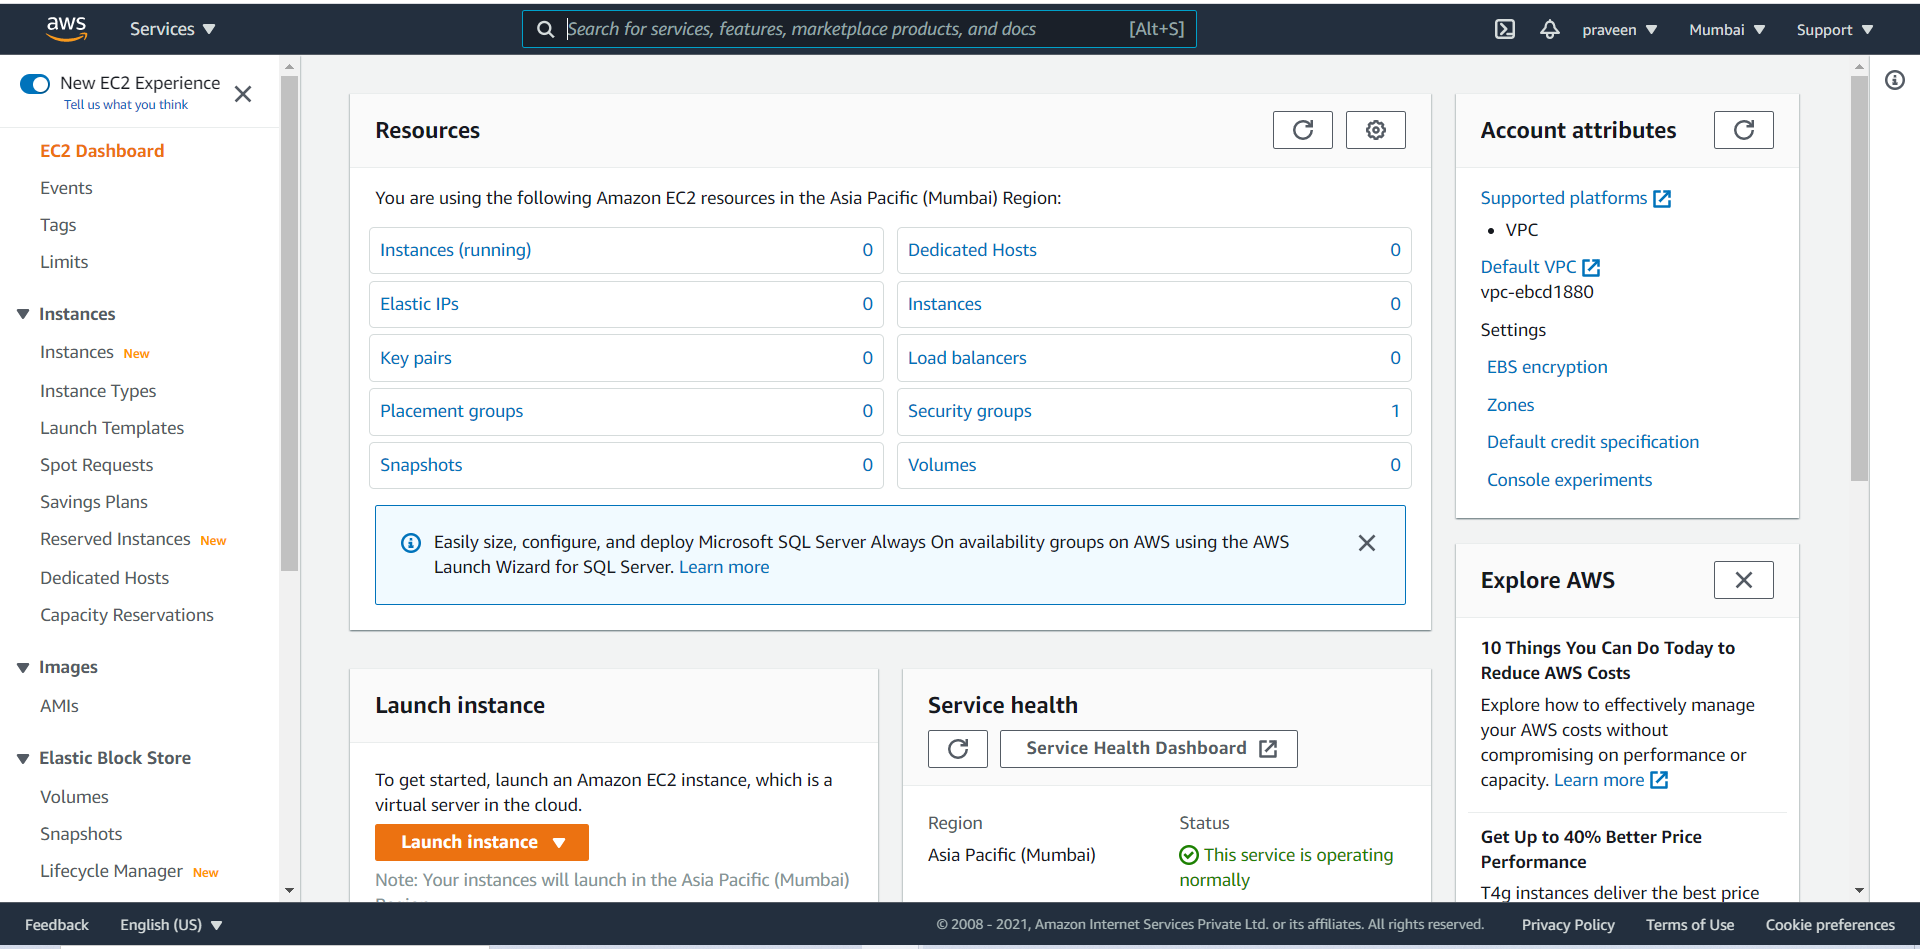 aws
Services
Search for services, features, marketplace products, and docs
[Alt+S]
praveen
Mumbai
Support
New EC2 Experience
Tell us what you think
EC2 Dashboard
Events
Tags
Limits
Instances
Instances New
Instance Types
Launch Templates
Spot Requests
Savings Plans
Reserved Instances New
Dedicated Hosts
Capacity Reservations
Images
AMIs
Elastic Block Store
Volumes
Snapshots
Lifecycle Manager New
Resources
You are using the following Amazon EC2 resources in the Asia Pacific (Mumbai) Region:
Instances (running) 0
Dedicated Hosts 0
Elastic IPs 0
Instances 0
Key pairs 0
Load balancers 0
Placement groups 0
Security groups 1
Snapshots 0
Volumes 0
Easily size, configure, and deploy Microsoft SQL Server Always On availability groups on AWS using the AWS
Launch Wizard for SQL Server. Learn more
Launch instance
To get started, launch an Amazon EC2 instance, which is a
virtual server in the cloud.
Launch instance
Note: Your instances will launch in the Asia Pacific (Mumbai)
Service health
Service Health Dashboard
Region
Status
Asia Pacific (Mumbai)
This service is operating
normally
Account attributes
Supported platforms
• VPC
Default VPC
vpc-ebcd1880
Settings
EBS encryption
Zones
Default credit specification
Console experiments
Explore AWS
10 Things You Can Do Today to
Reduce AWS Costs
Explore how to effectively manage
your AWS costs without
compromising on performance or
capacity. Learn more
Get Up to 40% Better Price
Performance
T4g instances deliver the best price
Feedback
English (US)
© 2008 - 2021, Amazon Internet Services Private Ltd. or its affiliates. All rights reserved.
Privacy Policy
Terms of Use
Cookie preferences